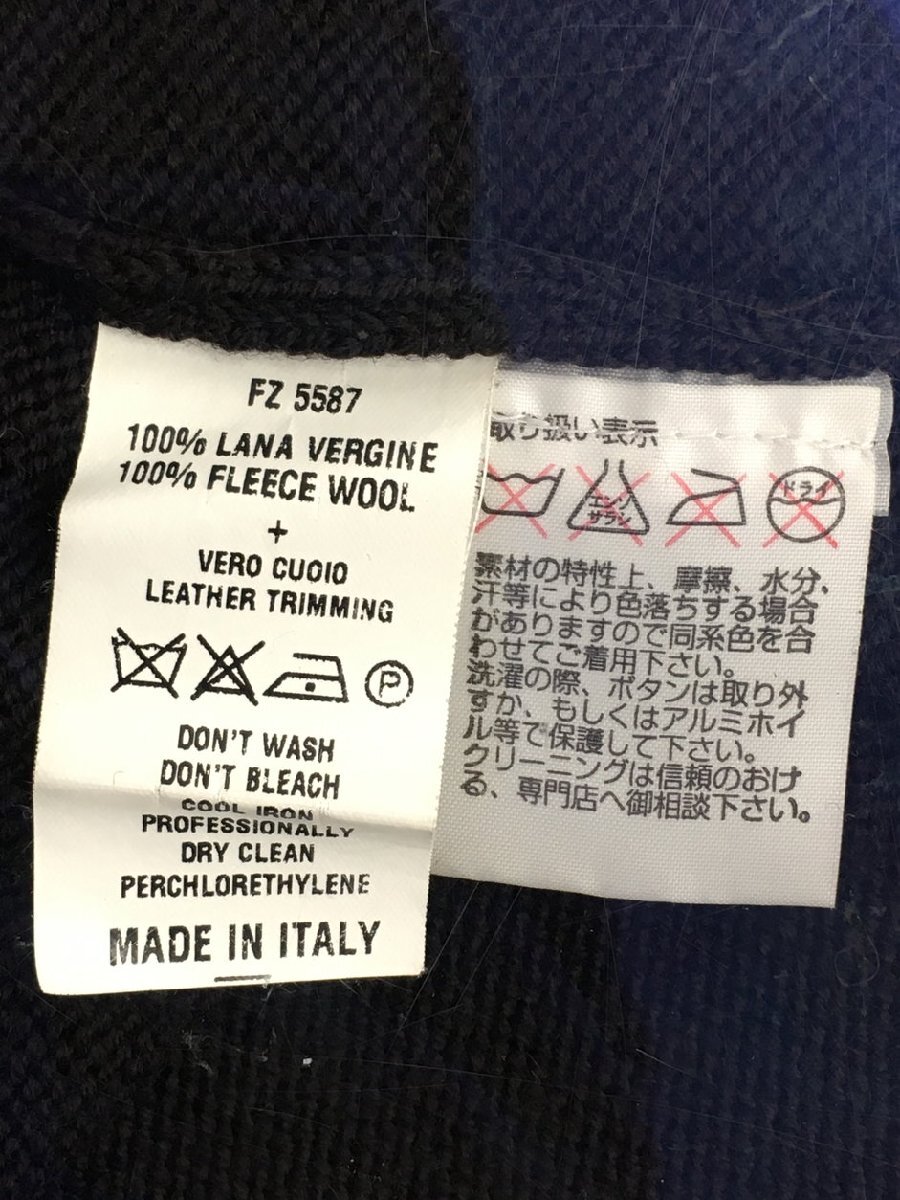 FZ 5587
100% LANA VERGINE
100% FLEECE WOOL
+
VERO CUOIO
LEATHER TRIMMING
P
DON'T WASH
DON'T BLEACH
COOL IRON
PROFESSIONALLY
DRY CLEAN
PERCHLORETHYLENE
MADE IN ITALY
取り扱い表示
エンソ
サラシ
ドライ
素材の特性上、摩擦、水分、
汗等により色落ちする場合
がありますので同系色を合
わせてご着用下さい。
洗濯の際、ボタンは取り外
すか、もしくはアルミホイ
ル等で保護して下さい。
クリーニングは信頼のおけ
る、専門店へ御相談下さい。